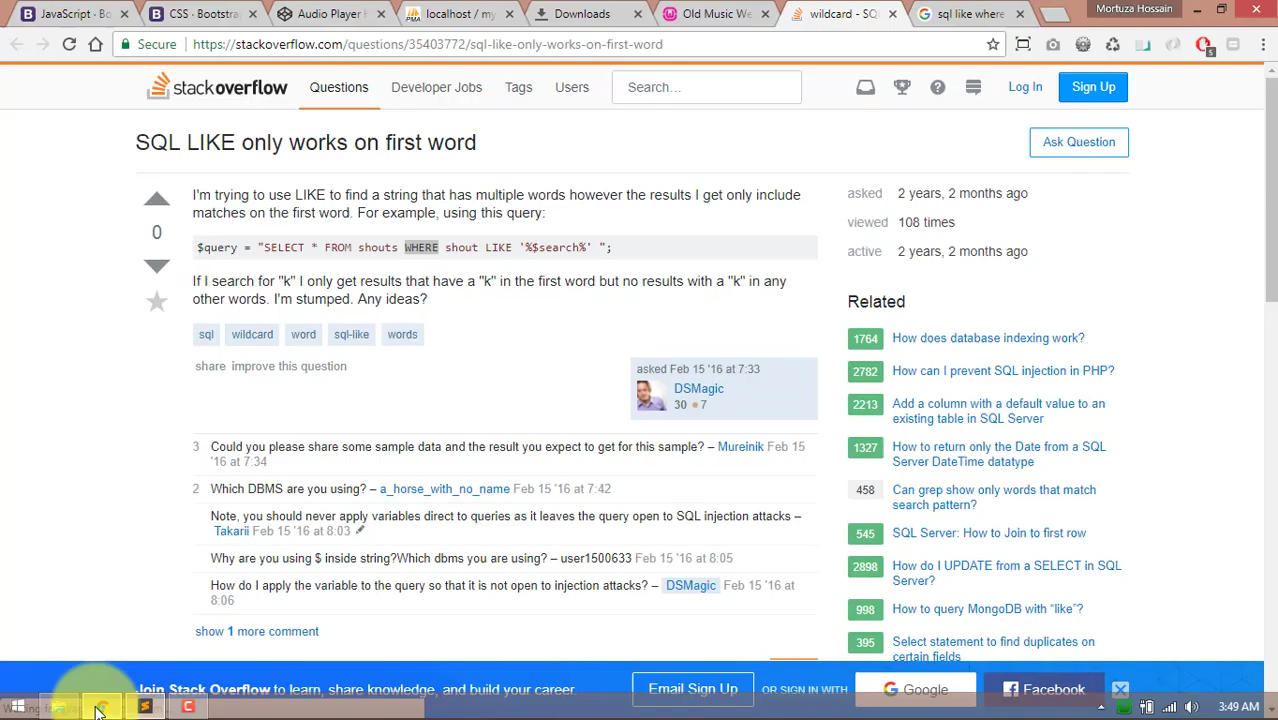 JavaScript · Boot
CSS · Bootstrap
Audio Player
localhost / my
Downloads
Old Music We
wildcard - SQL
sql like where
Mortuza Hossain
Secure
https://stackoverflow.com/questions/35403772/sql-like-only-works-on-first-word
5
stackoverflow
Questions
Developer Jobs
Tags
Users
Search...
Log In
Sign Up
SQL LIKE only works on first word
Ask Question
I'm trying to use LIKE to find a string that has multiple words however the results I get only include
matches on the first word. For example, using this query:
0
$query = "SELECT * FROM shouts WHERE shout LIKE '%$search%' ";
If I search for "k" I only get results that have a "k" in the first word but no results with a "k" in any
other words. I'm stumped. Any ideas?
sql wildcard word sql-like words
share improve this question
asked Feb 15 '16 at 7:33
DSMagic
30 7
3 Could you please share some sample data and the result you expect to get for this sample? – Mureinik Feb 15
'16 at 7:34
2 Which DBMS are you using? – a_horse_with_no_name Feb 15 '16 at 7:42
Note, you should never apply variables direct to queries as it leaves the query open to SQL injection attacks –
Takarii Feb 15 '16 at 8:03
Why are you using $ inside string?Which dbms you are using? – user1500633 Feb 15 '16 at 8:05
How do I apply the variable to the query so that it is not open to injection attacks? – DSMagic Feb 15 '16 at
8:06
show 1 more comment
asked 2 years, 2 months ago
viewed 108 times
active 2 years, 2 months ago
Related
1764 How does database indexing work?
2782 How can I prevent SQL injection in PHP?
2213 Add a column with a default value to an
existing table in SQL Server
1327 How to return only the Date from a SQL
Server DateTime datatype
458 Can grep show only words that match
search pattern?
545 SQL Server: How to Join to first row
2898 How do I UPDATE from a SELECT in SQL
Server?
998 How to query MongoDB with "like"?
395 Select statement to find duplicates on
certain fields
Join Stack Overflow to learn, share knowledge, and build your career.
Email Sign Up
OR SIGN IN WITH
Google
Facebook
3:49 AM